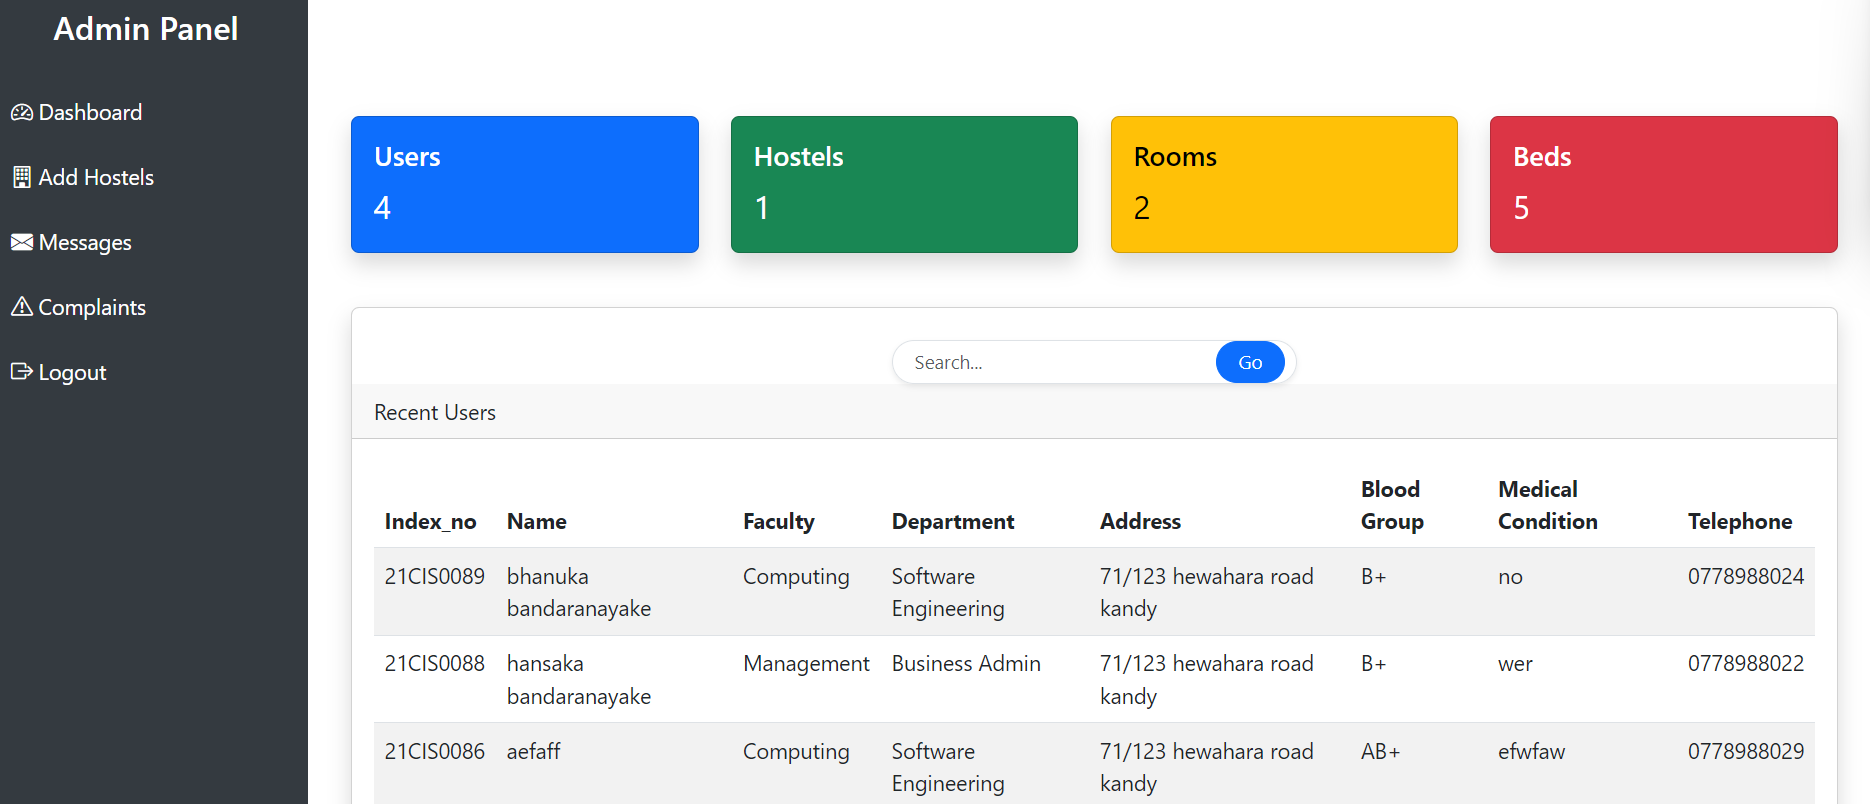 Admin Panel
Dashboard
Add Hostels
Messages
Complaints
Logout
Users
4
Hostels
1
Rooms
2
Beds
5
Search...
Go
Recent Users
Index_no Name Faculty Department Address Blood Group Medical Condition Telephone
21CIS0089 bhanuka bandaranayake Computing Software Engineering 71/123 hewahara road kandy B+ no 0778988024
21CIS0088 hansaka bandaranayake Management Business Admin 71/123 hewahara road kandy B+ wer 0778988022
21CIS0086 aefaff Computing Software Engineering 71/123 hewahara road kandy AB+ efwfaw 0778988029